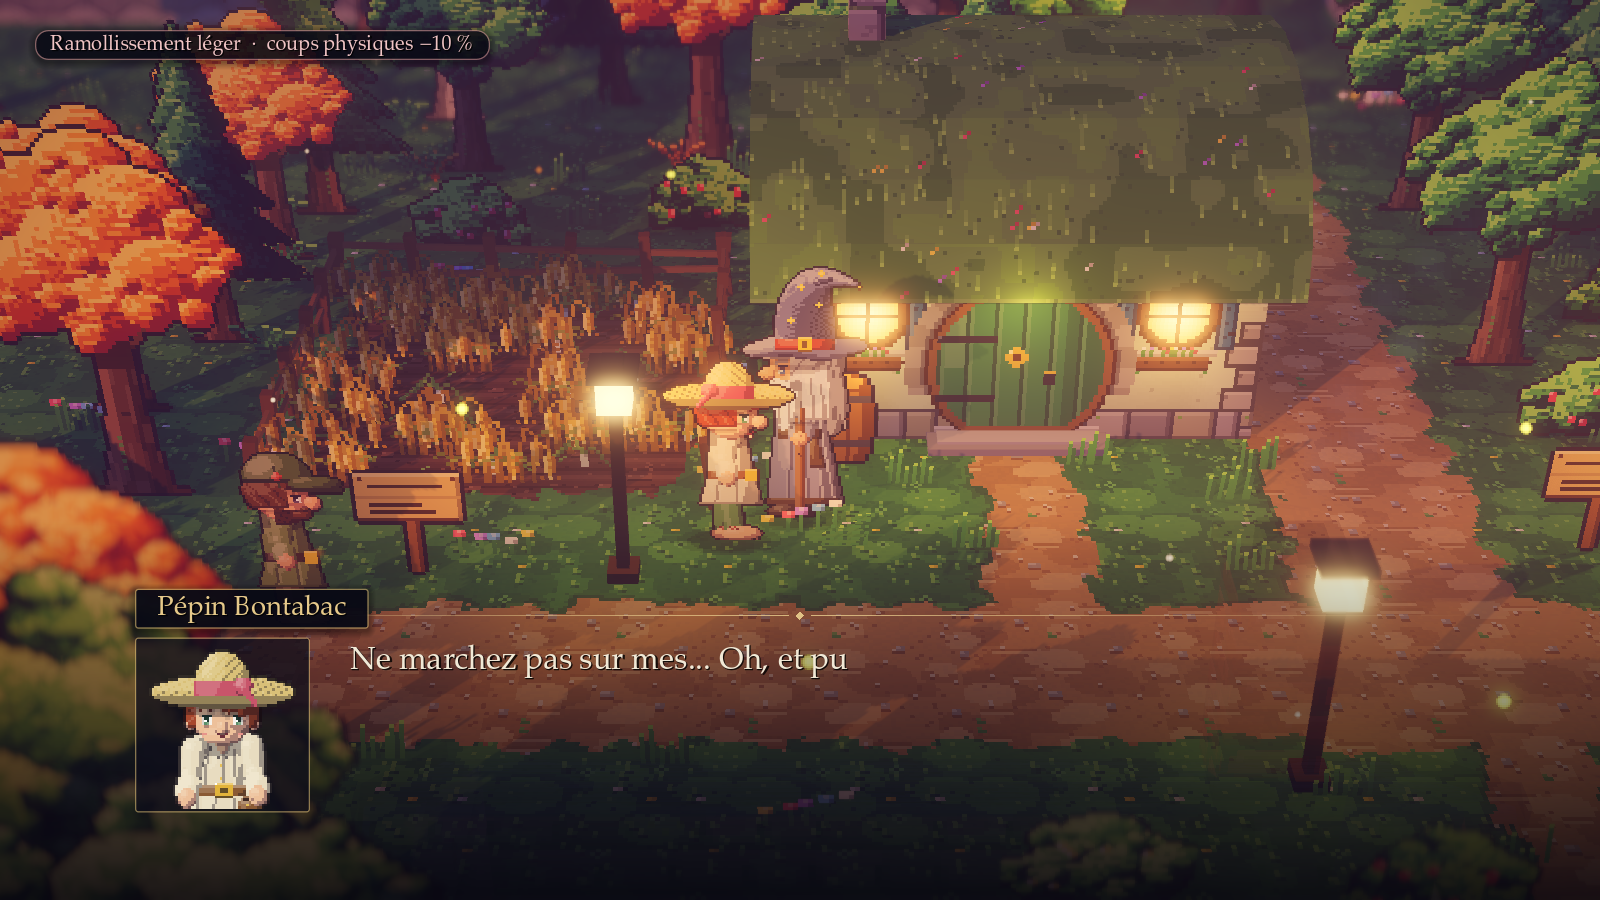 Ramollissement léger · coups physiques −10 %
Pépin Bontabac
Ne marchez pas sur mes... Oh, et pu